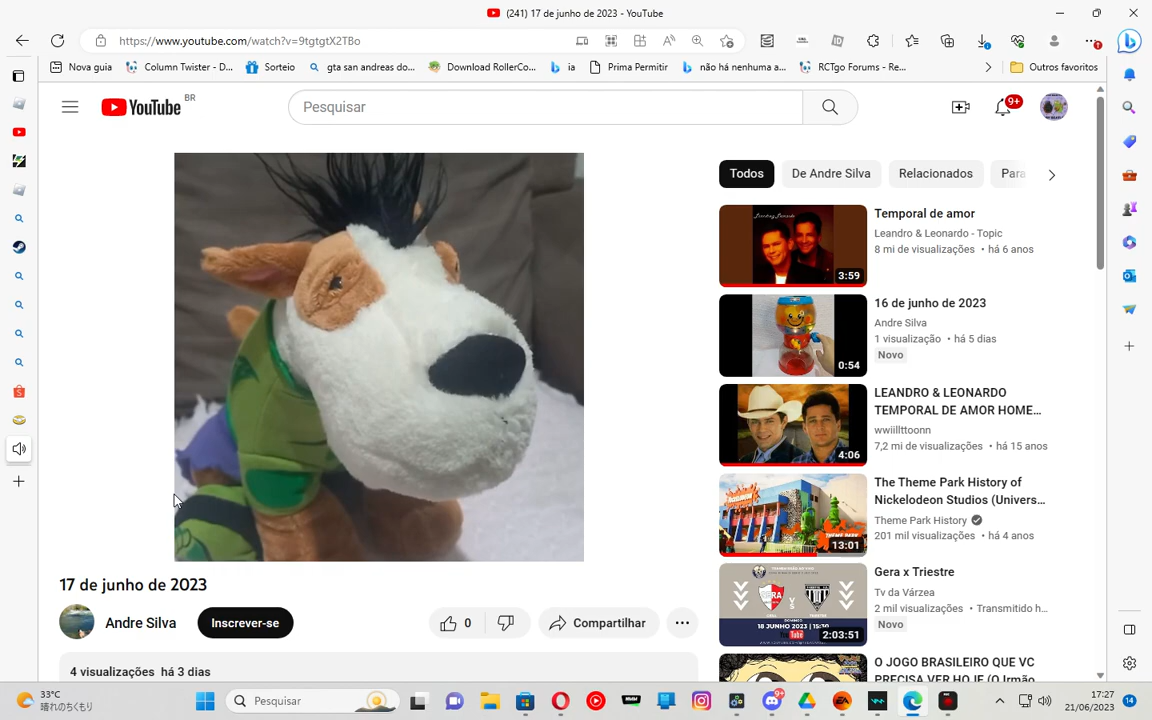 (241) 17 de junho de 2023 - YouTube
https://www.youtube.com/watch?v=9tgtgtX2TBo
Nova guia
Column Twister - D...
Sorteio
gta san andreas do...
Download RollerCo...
ia
Prima Permitir
não há nenhuma a...
RCTgo Forums - Re...
Outros favoritos
YouTube BR
Pesquisar
9+
Todos
De Andre Silva
Relacionados
Para
Temporal de amor
Leandro & Leonardo - Topic
8 mi de visualizações • há 6 anos
3:59
16 de junho de 2023
Andre Silva
1 visualização • há 5 dias
Novo
0:54
LEANDRO & LEONARDO
TEMPORAL DE AMOR HOME...
wwiillttoonn
7,2 mi de visualizações • há 15 anos
4:06
The Theme Park History of
Nickelodeon Studios (Univers...
Theme Park History
201 mil visualizações • há 4 anos
13:01
Gera x Triestre
Tv da Várzea
2 mil visualizações • Transmitido h...
Novo
18 JUNHO 2023 | 15:30
2:03:51
O JOGO BRASILEIRO QUE VC
PRECISA VER HOJE (O Irmão
17 de junho de 2023
Andre Silva
Inscrever-se
0
Compartilhar
4 visualizações há 3 dias
33°C
晴れのちくもり
Pesquisar
9+
17:27
21/06/2023
14